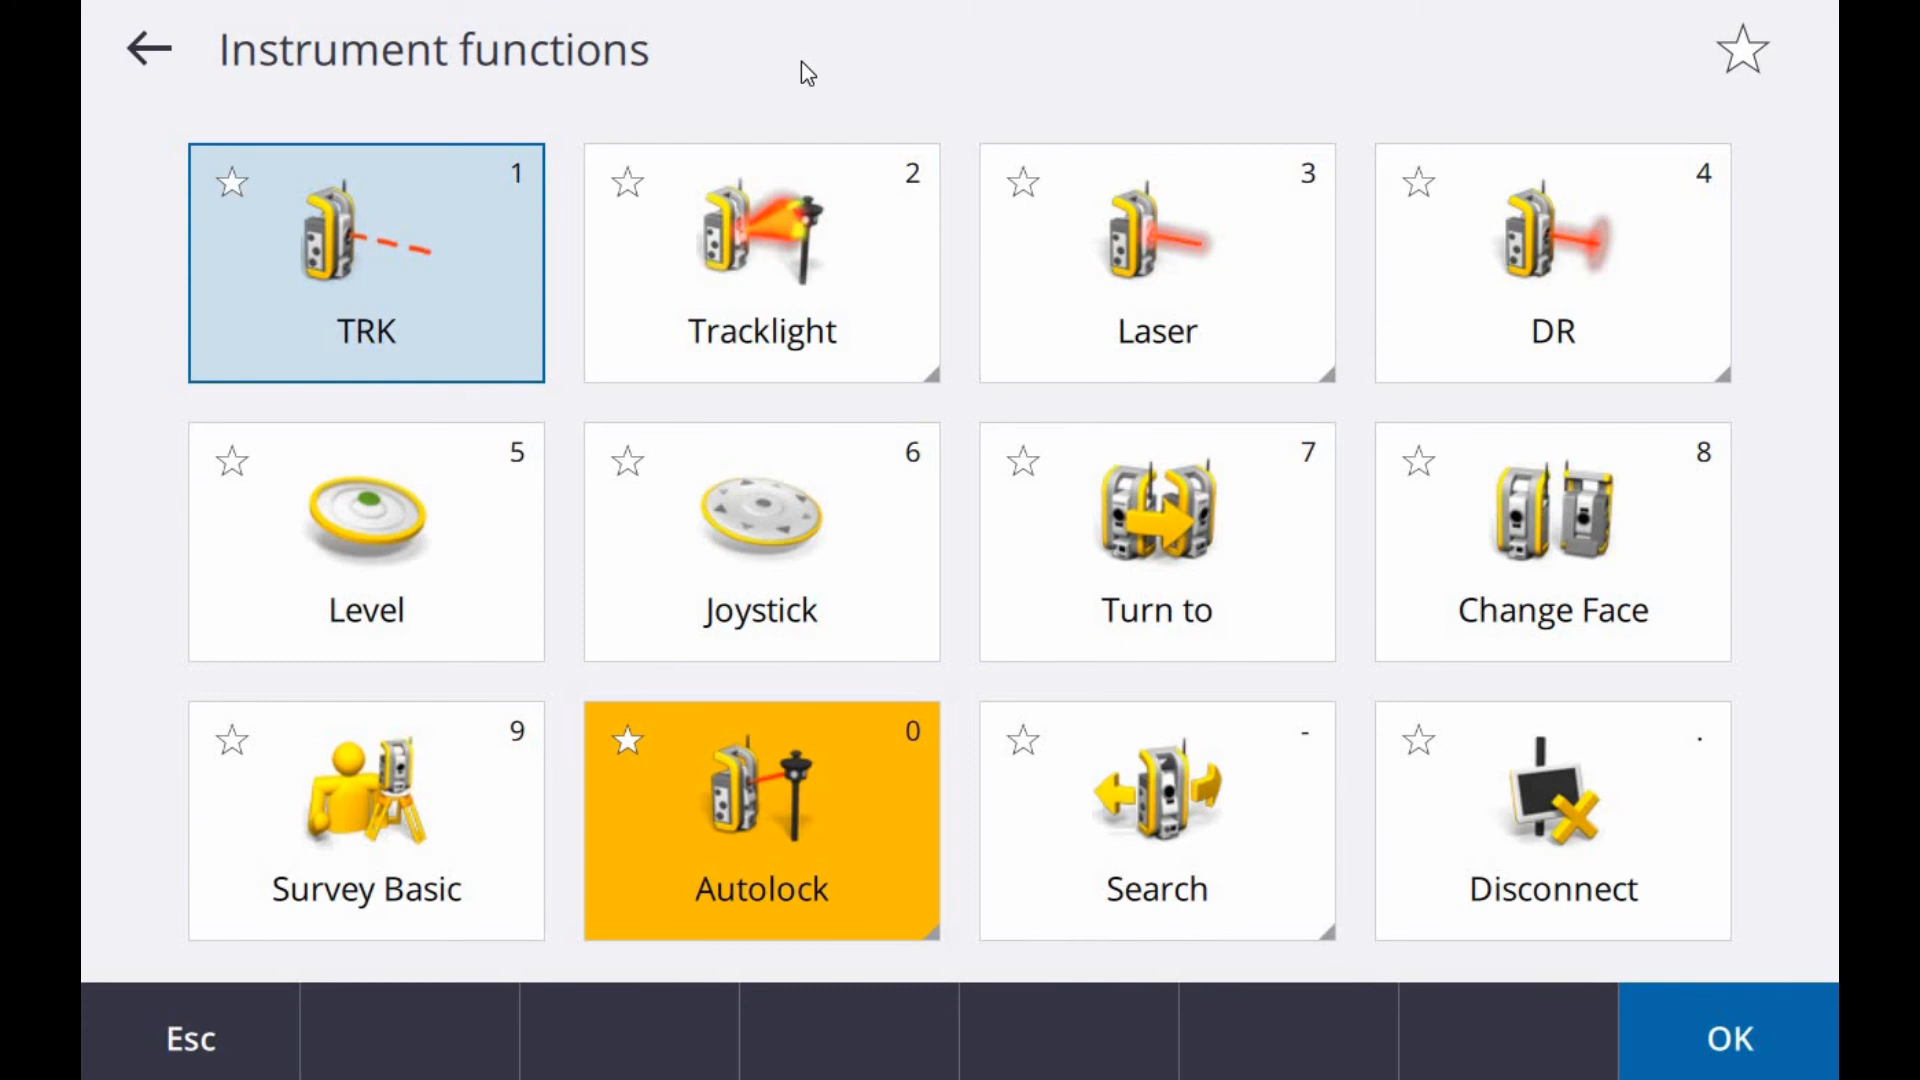 Instrument functions
1
TRK
2
Tracklight
3
Laser
4
DR
5
Level
6
Joystick
7
Turn to
8
Change Face
9
Survey Basic
0
Autolock
-
Search
.
Disconnect
Esc
OK